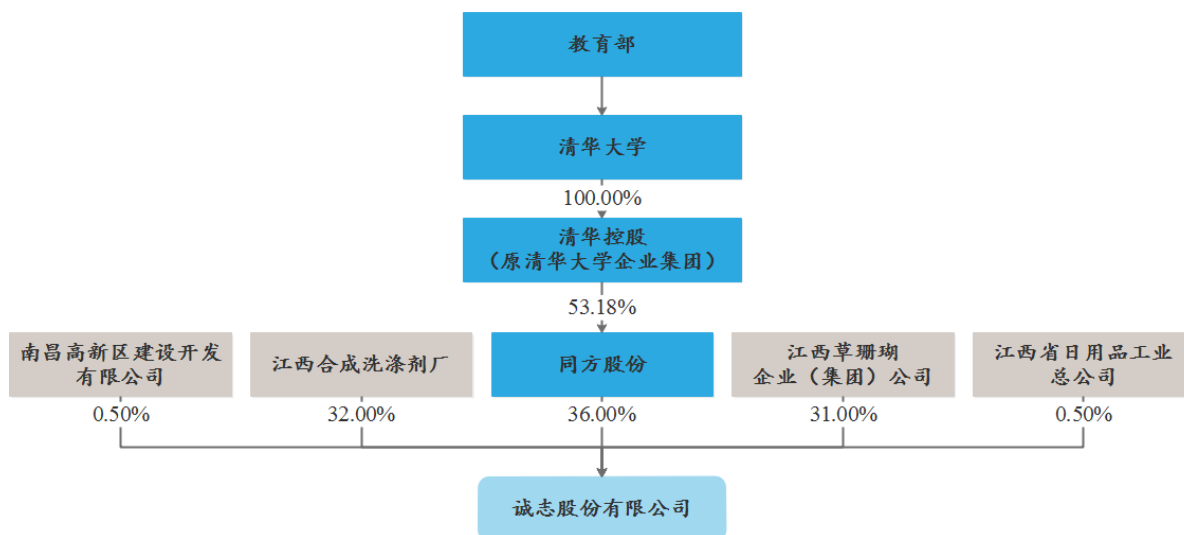 教育部
清华大学
100.00%
清华控股
（原清华大学企业集团）
53.18%
南昌高新区建设开发
有限公司
江西合成洗涤剂厂
同方股份
江西草珊瑚
企业（集团）公司
江西省日用品工业
总公司
0.50%
32.00%
36.00%
31.00%
0.50%
诚志股份有限公司